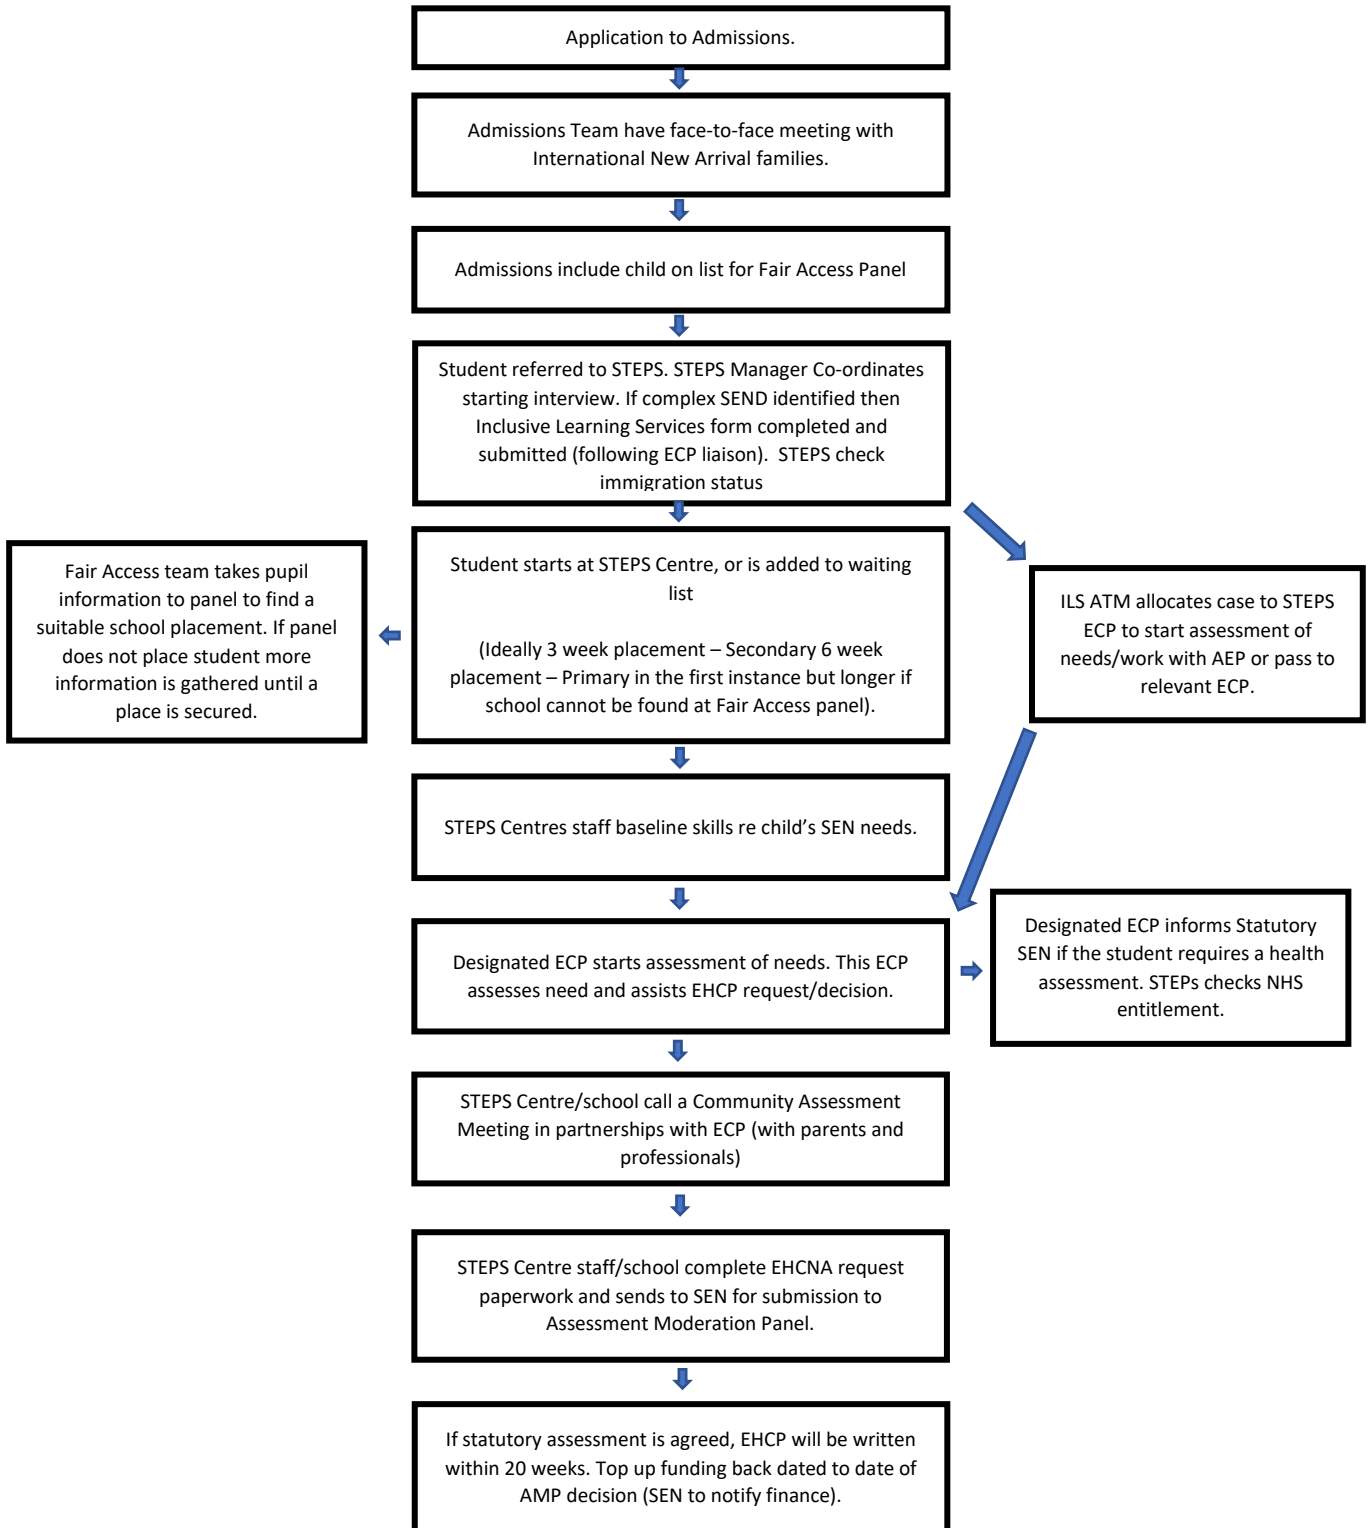 Application to Admissions.
Admissions Team have face-to-face meeting with
International New Arrival families.
Admissions include child on list for Fair Access Panel
Student referred to STEPS. STEPS Manager Co-ordinates
starting interview. If complex SEND identified then
Inclusive Learning Services form completed and
submitted (following ECP liaison).  STEPS check
immigration status
Fair Access team takes pupil
information to panel to find a
suitable school placement. If panel
does not place student more
information is gathered until a
place is secured.
Student starts at STEPS Centre, or is added to waiting
list
(Ideally 3 week placement – Secondary 6 week
placement – Primary in the first instance but longer if
school cannot be found at Fair Access panel).
ILS ATM allocates case to STEPS
ECP to start assessment of
needs/work with AEP or pass to
relevant ECP.
STEPS Centres staff baseline skills re child’s SEN needs.
Designated ECP starts assessment of needs. This ECP
assesses need and assists EHCP request/decision.
Designated ECP informs Statutory
SEN if the student requires a health
assessment. STEPs checks NHS
entitlement.
STEPS Centre/school call a Community Assessment
Meeting in partnerships with ECP (with parents and
professionals)
STEPS Centre staff/school complete EHCNA request
paperwork and sends to SEN for submission to
Assessment Moderation Panel.
If statutory assessment is agreed, EHCP will be written
within 20 weeks. Top up funding back dated to date of
AMP decision (SEN to notify finance).